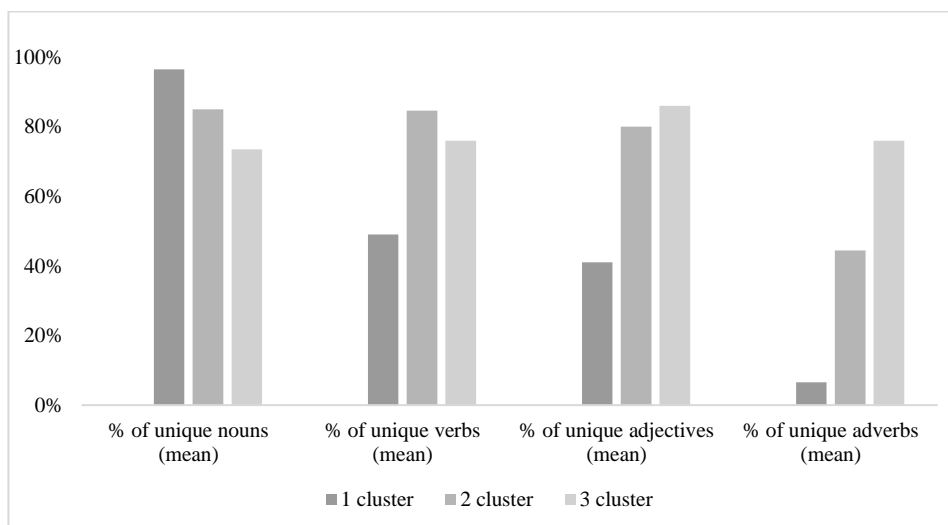 100%
80%
60%
40%
20%
0%
% of unique nouns (mean)
% of unique verbs (mean)
% of unique adjectives (mean)
% of unique adverbs (mean)
1 cluster 2 cluster 3 cluster